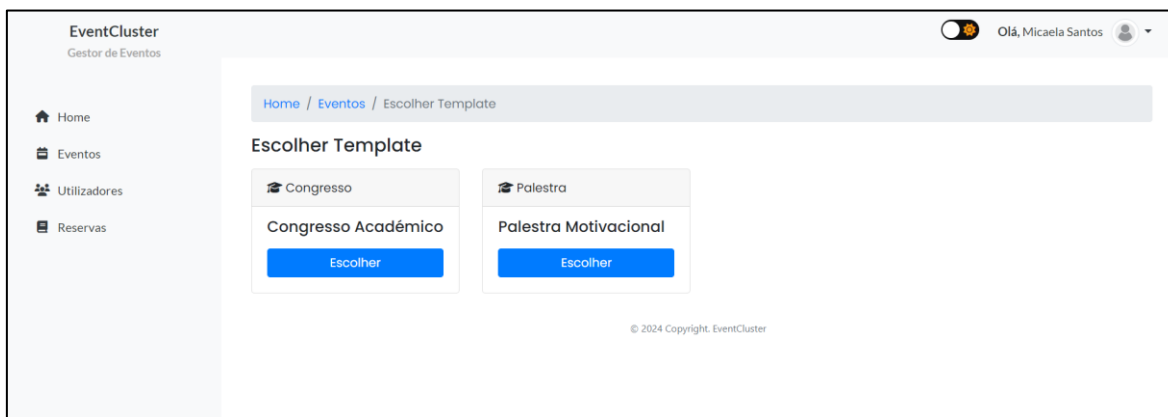 EventCluster
Gestor de Eventos
Olá, Micaela Santos
Home
Eventos
Utilizadores
Reservas
Home / Eventos / Escolher Template
Escolher Template
Congresso
Congresso Académico
Escolher
Palestra
Palestra Motivacional
Escolher
© 2024 Copyright. EventCluster